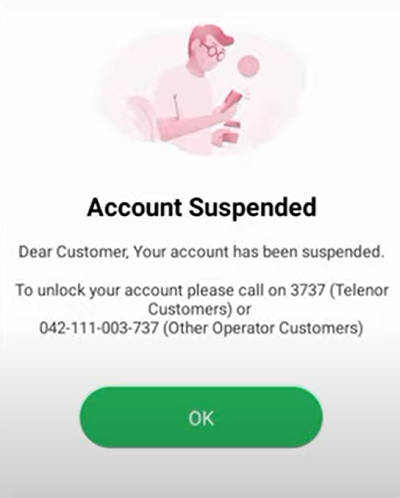 Account Suspended
Dear Customer, Your account has been suspended.
To unlock your account please call on 3737 (Telenor
Customers) or
042-111-003-737 (Other Operator Customers)
OK